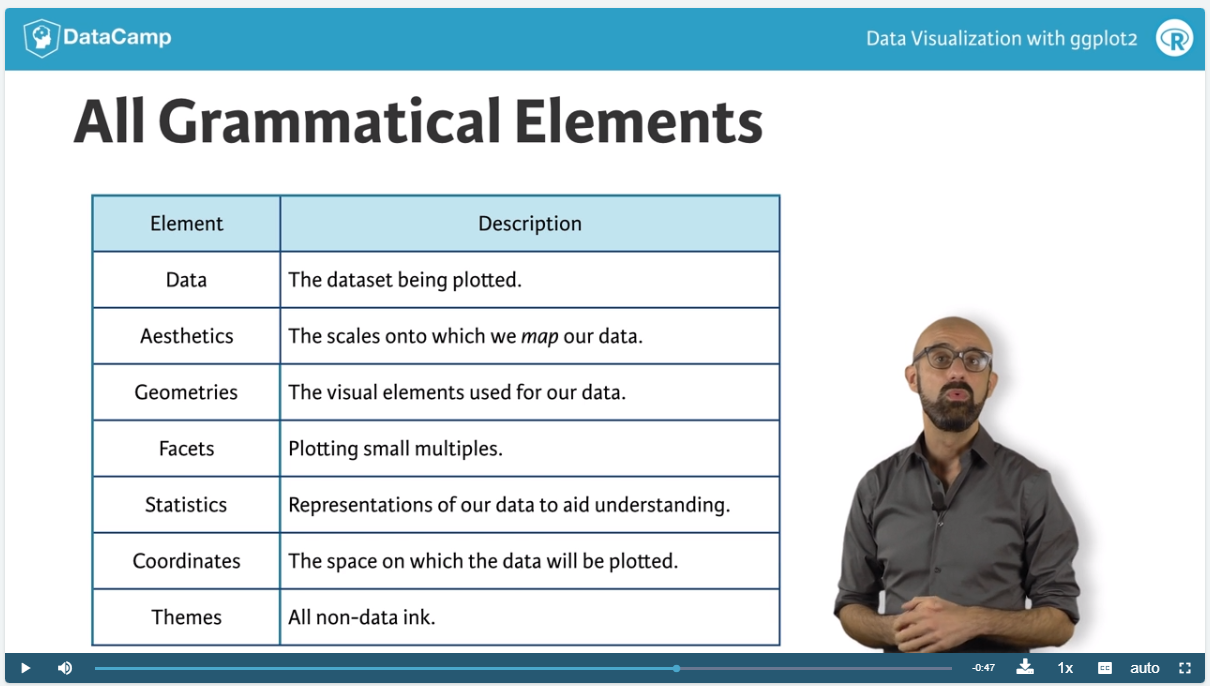 DataCamp
Data Visualization with ggplot2
R
All Grammatical Elements
Element Description
Data The dataset being plotted.
Aesthetics The scales onto which we map our data.
Geometries The visual elements used for our data.
Facets Plotting small multiples.
Statistics Representations of our data to aid understanding.
Coordinates The space on which the data will be plotted.
Themes All non-data ink.
-0:47 1x CC auto